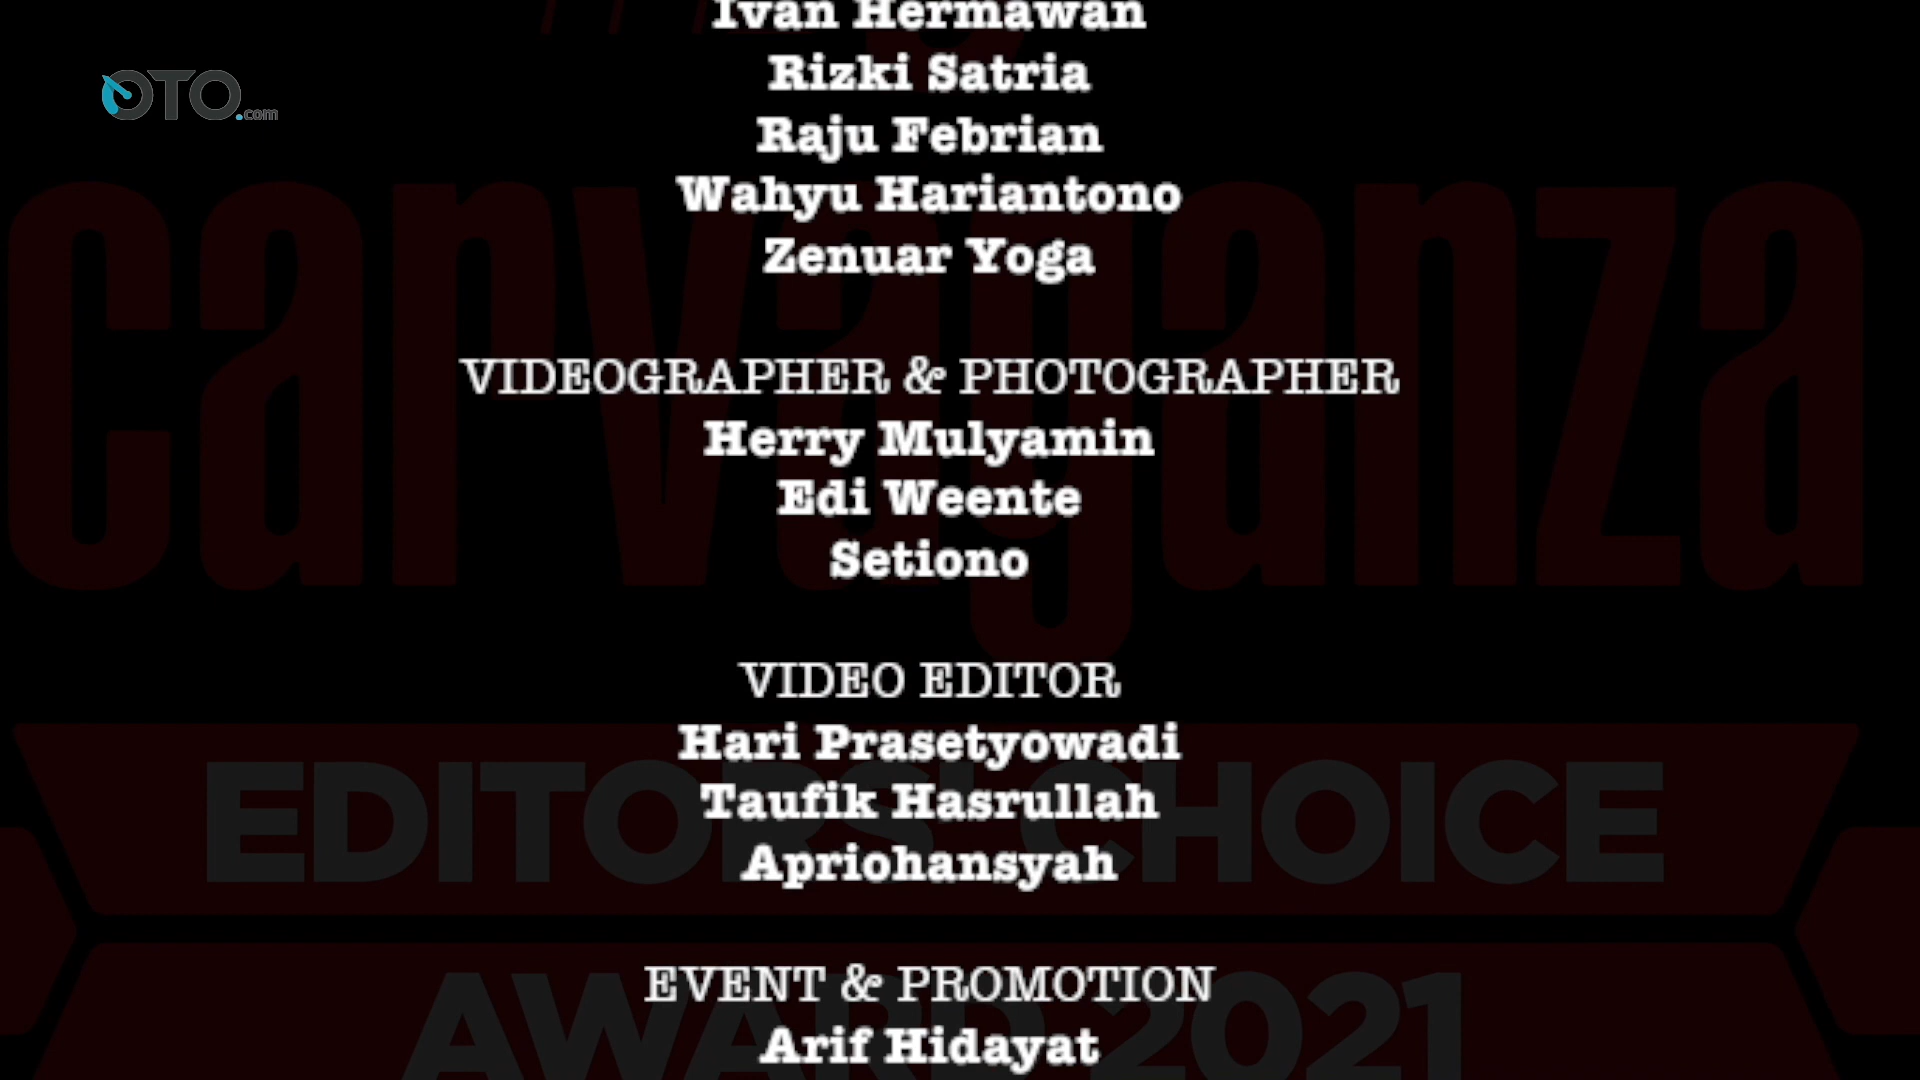 Ivan Hermawan
OTO.com
Rizki Satria
Raju Febrian
Wahyu Hariantono
Zenuar Yoga
carvaganza
VIDEOGRAPHER & PHOTOGRAPHER
Herry Mulyamin
Edi Weente
Setiono
VIDEO EDITOR
Hari Prasetyowadi
Taufik Hasrullah
EDITORS' CHOICE
Apriohansyah
EVENT & PROMOTION
AWARD 2021
Arif Hidayat